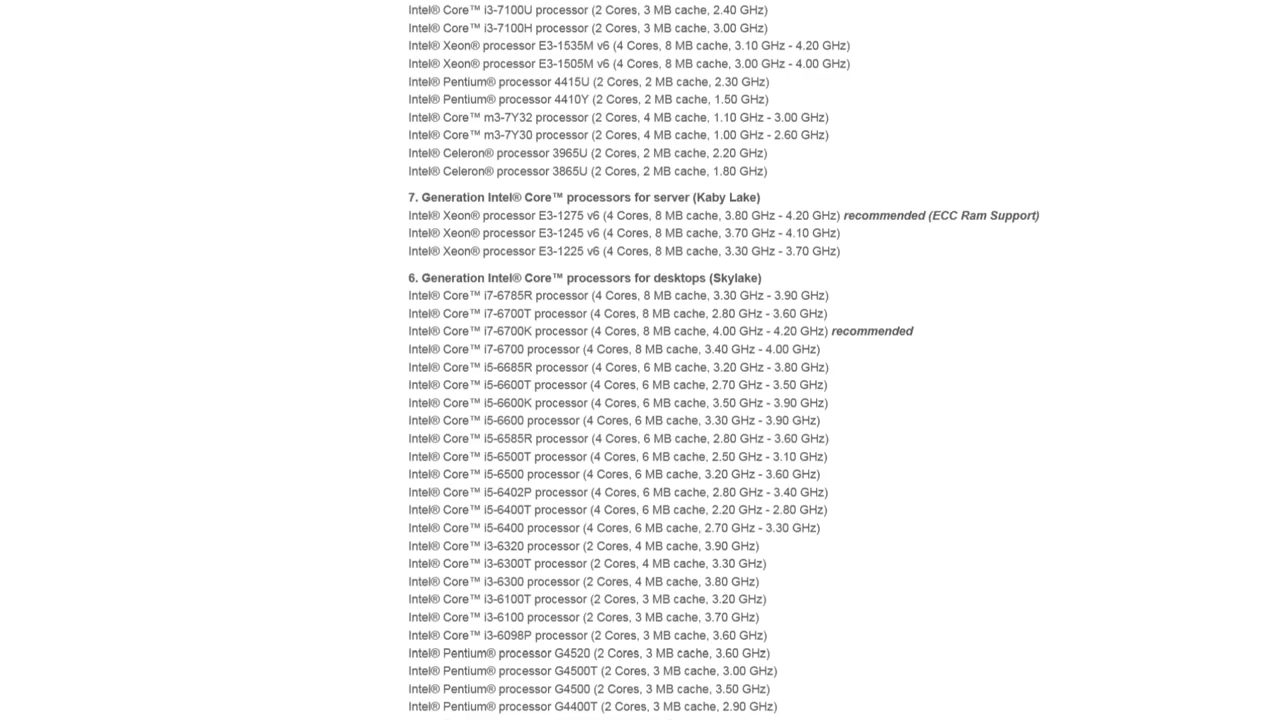 Intel® Core™ i3-7100U processor (2 Cores, 3 MB cache, 2.40 GHz)
Intel® Core™ i3-7100H processor (2 Cores, 3 MB cache, 3.00 GHz)
Intel® Xeon® processor E3-1535M v6 (4 Cores, 8 MB cache, 3.10 GHz - 4.20 GHz)
Intel® Xeon® processor E3-1505M v6 (4 Cores, 8 MB cache, 3.00 GHz - 4.00 GHz)
Intel® Pentium® processor 4415U (2 Cores, 2 MB cache, 2.30 GHz)
Intel® Pentium® processor 4410Y (2 Cores, 2 MB cache, 1.50 GHz)
Intel® Core™ m3-7Y32 processor (2 Cores, 4 MB cache, 1.10 GHz - 3.00 GHz)
Intel® Core™ m3-7Y30 processor (2 Cores, 4 MB cache, 1.00 GHz - 2.60 GHz)
Intel® Celeron® processor 3965U (2 Cores, 2 MB cache, 2.20 GHz)
Intel® Celeron® processor 3865U (2 Cores, 2 MB cache, 1.80 GHz)
7. Generation Intel® Core™ processors for server (Kaby Lake)
Intel® Xeon® processor E3-1275 v6 (4 Cores, 8 MB cache, 3.80 GHz - 4.20 GHz) recommended (ECC Ram Support)
Intel® Xeon® processor E3-1245 v6 (4 Cores, 8 MB cache, 3.70 GHz - 4.10 GHz)
Intel® Xeon® processor E3-1225 v6 (4 Cores, 8 MB cache, 3.30 GHz - 3.70 GHz)
6. Generation Intel® Core™ processors for desktops (Skylake)
Intel® Core™ i7-6785R processor (4 Cores, 8 MB cache, 3.30 GHz - 3.90 GHz)
Intel® Core™ i7-6700T processor (4 Cores, 8 MB cache, 2.80 GHz - 3.60 GHz)
Intel® Core™ i7-6700K processor (4 Cores, 8 MB cache, 4.00 GHz - 4.20 GHz) recommended
Intel® Core™ i7-6700 processor (4 Cores, 8 MB cache, 3.40 GHz - 4.00 GHz)
Intel® Core™ i5-6685R processor (4 Cores, 6 MB cache, 3.20 GHz - 3.80 GHz)
Intel® Core™ i5-6600T processor (4 Cores, 6 MB cache, 2.70 GHz - 3.50 GHz)
Intel® Core™ i5-6600K processor (4 Cores, 6 MB cache, 3.50 GHz - 3.90 GHz)
Intel® Core™ i5-6600 processor (4 Cores, 6 MB cache, 3.30 GHz - 3.90 GHz)
Intel® Core™ i5-6585R processor (4 Cores, 6 MB cache, 2.80 GHz - 3.60 GHz)
Intel® Core™ i5-6500T processor (4 Cores, 6 MB cache, 2.50 GHz - 3.10 GHz)
Intel® Core™ i5-6500 processor (4 Cores, 6 MB cache, 3.20 GHz - 3.60 GHz)
Intel® Core™ i5-6402P processor (4 Cores, 6 MB cache, 2.80 GHz - 3.40 GHz)
Intel® Core™ i5-6400T processor (4 Cores, 6 MB cache, 2.20 GHz - 2.80 GHz)
Intel® Core™ i5-6400 processor (4 Cores, 6 MB cache, 2.70 GHz - 3.30 GHz)
Intel® Core™ i3-6320 processor (2 Cores, 4 MB cache, 3.90 GHz)
Intel® Core™ i3-6300T processor (2 Cores, 4 MB cache, 3.30 GHz)
Intel® Core™ i3-6300 processor (2 Cores, 4 MB cache, 3.80 GHz)
Intel® Core™ i3-6100T processor (2 Cores, 3 MB cache, 3.20 GHz)
Intel® Core™ i3-6100 processor (2 Cores, 3 MB cache, 3.70 GHz)
Intel® Core™ i3-6098P processor (2 Cores, 3 MB cache, 3.60 GHz)
Intel® Pentium® processor G4520 (2 Cores, 3 MB cache, 3.60 GHz)
Intel® Pentium® processor G4500T (2 Cores, 3 MB cache, 3.00 GHz)
Intel® Pentium® processor G4500 (2 Cores, 3 MB cache, 3.50 GHz)
Intel® Pentium® processor G4400T (2 Cores, 3 MB cache, 2.90 GHz)